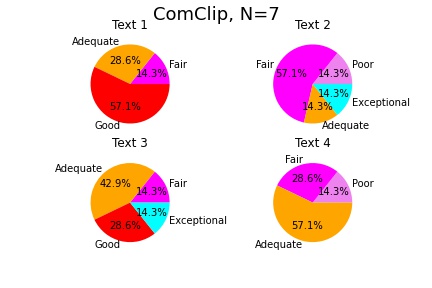 ComClip, N=7
Text 1
Adequate
28.6%
Fair
14.3%
57.1%
Good
Text 2
Fair
57.1%
Poor
14.3%
14.3%
Exceptional
14.3%
Adequate
Text 3
Adequate
42.9%
Fair
14.3%
14.3%
Exceptional
28.6%
Good
Text 4
Fair
28.6%
Poor
14.3%
57.1%
Adequate